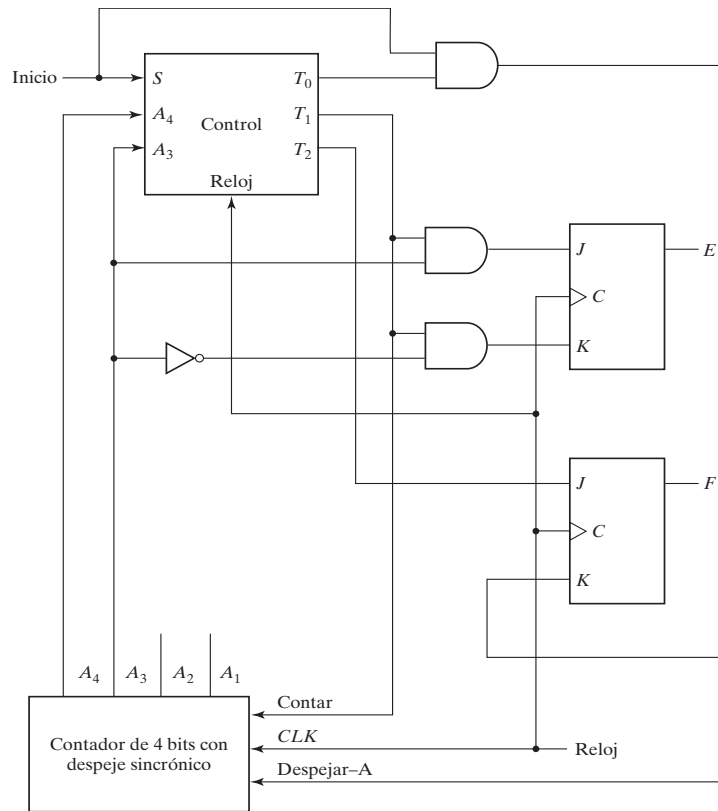 Inicio
S
T0
A4
Control
T1
A3
T2
Reloj
J
E
C
K
J
F
C
K
A4
A3
A2
A1
Contar
Contador de 4 bits con
despeje sincrónico
CLK
Reloj
Despejar–A